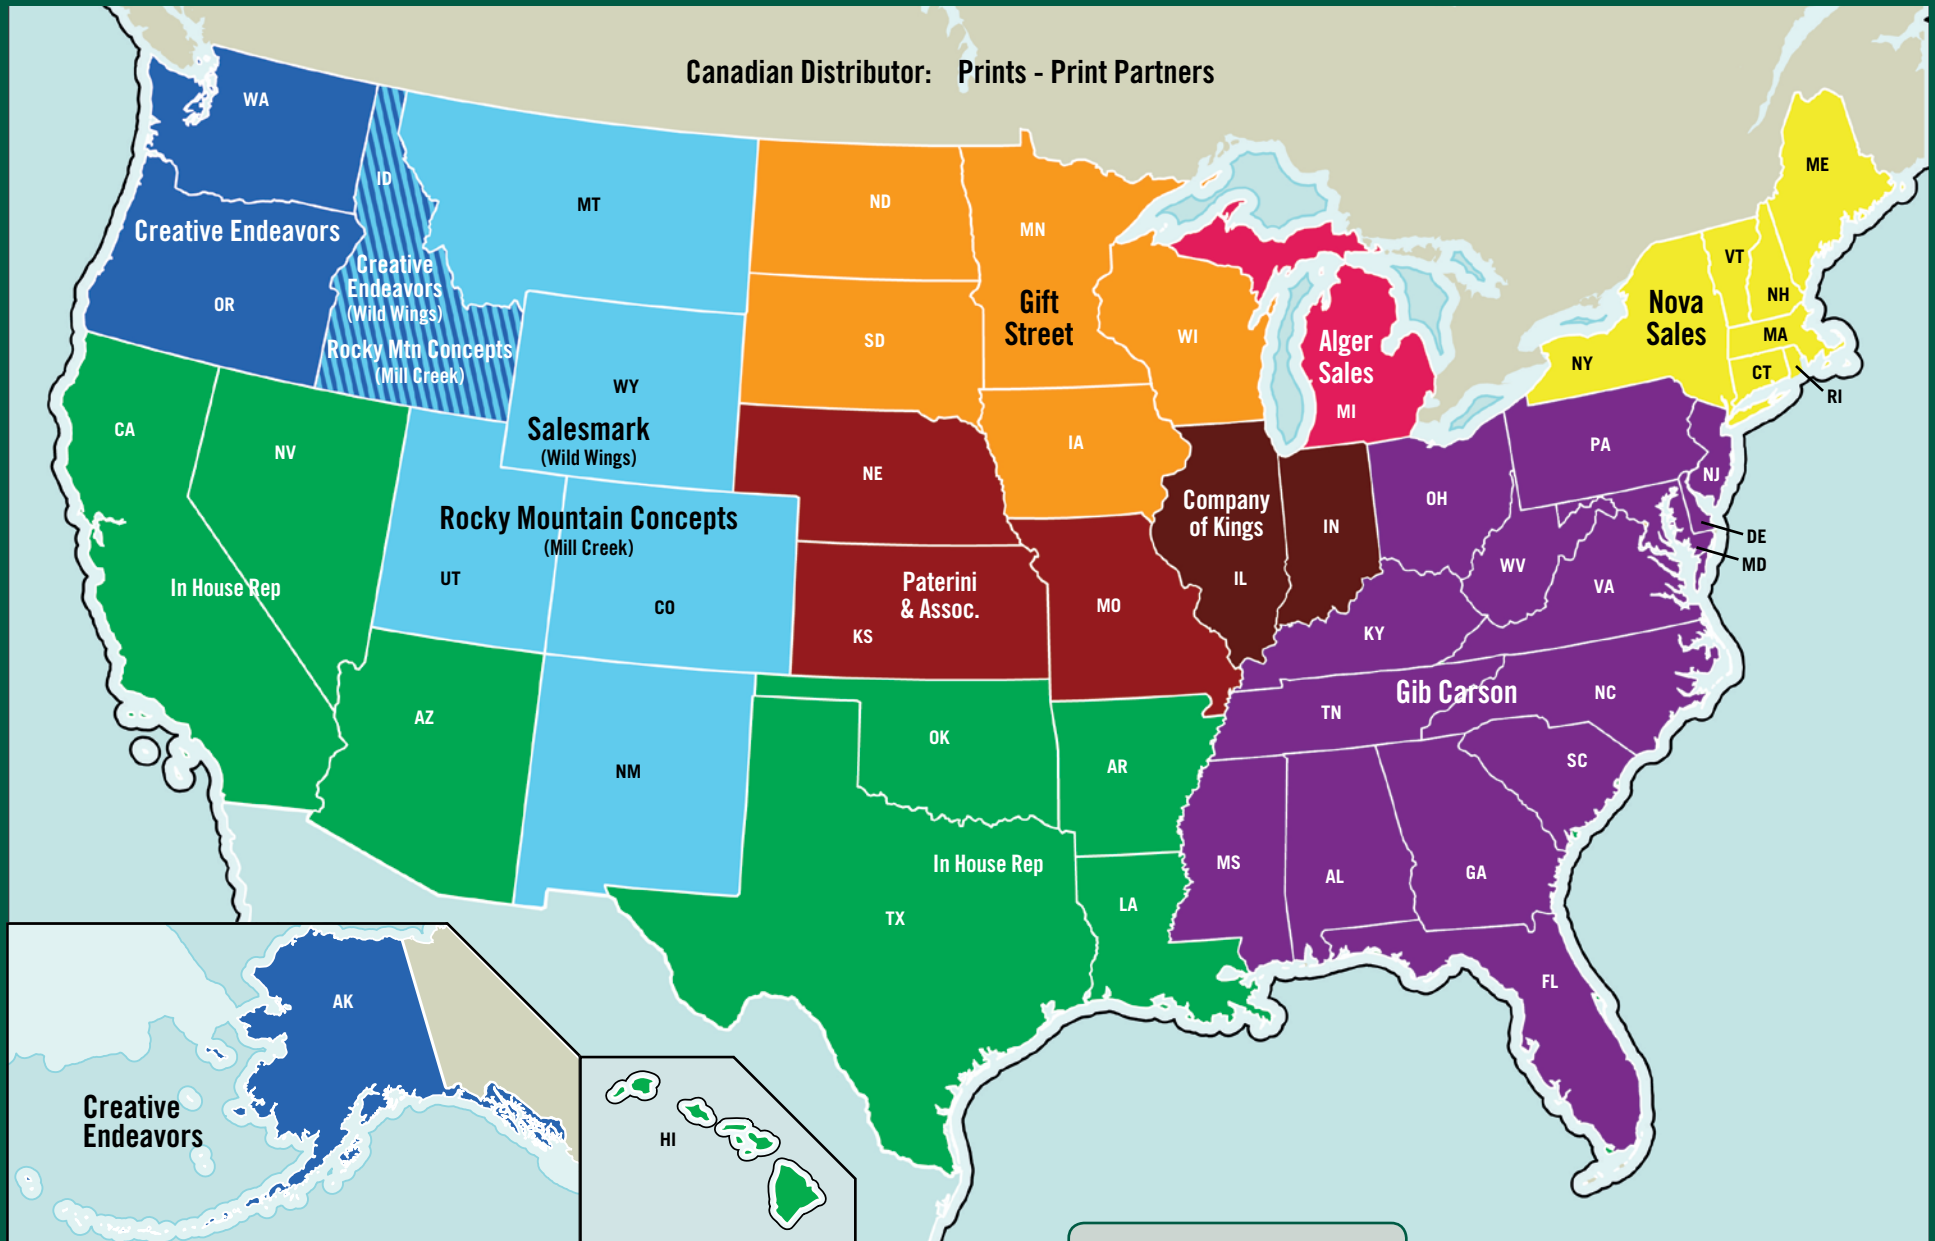 Canadian Distributor: Prints - Print Partners
WA
ID
MT
ND
MN
ME
Creative Endeavors
OR
Creative
Endeavors
(Wild Wings)
Rocky Mtn Concepts
(Mill Creek)
SD
Gift
Street
WI
Alger
Sales
MI
VT
NH
Nova
Sales
MA
NY
CT
RI
CA
NV
WY
Salesmark
(Wild Wings)
Rocky Mountain Concepts
(Mill Creek)
UT
CO
NE
IA
Company
of Kings
IL
IN
OH
PA
NJ
DE
MD
WV
VA
In House Rep
Paterini
& Assoc.
KS
MO
KY
Gib Carson
NC
TN
SC
AZ
NM
OK
AR
In House Rep
TX
LA
MS
AL
GA
FL
AK
Creative
Endeavors
HI